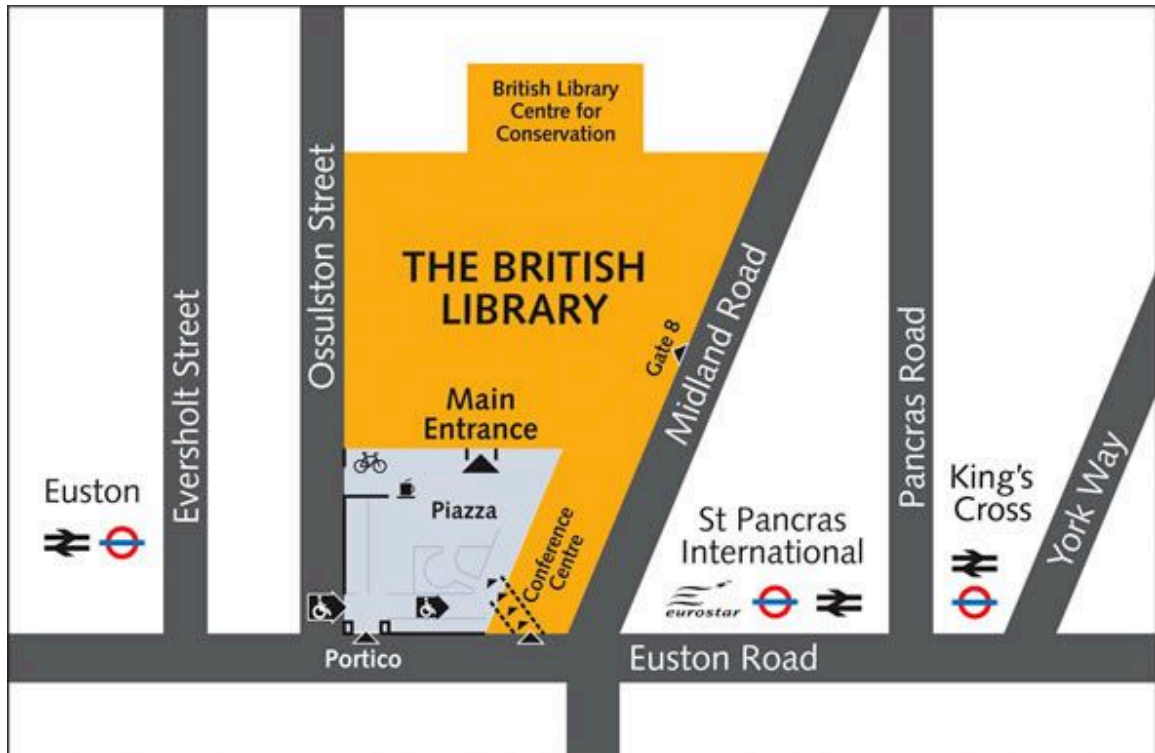 British Library
Centre for
Conservation
THE BRITISH
LIBRARY
Main
Entrance
Gate 8
Piazza
Conference
Centre
Portico
Eversholt Street
Ossulston Street
Midland Road
Pancras Road
York Way
Euston Road
Euston
St Pancras
International
eurostar
King's
Cross